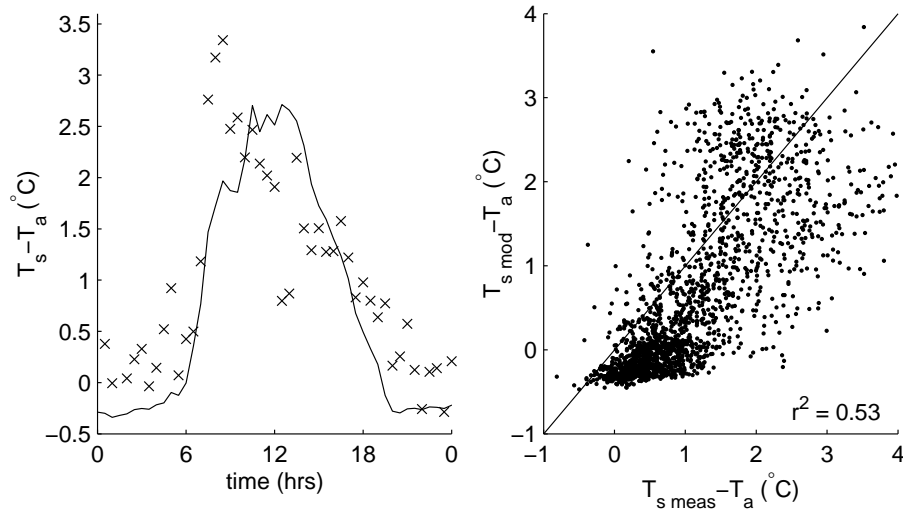 3.5
3
2.5
2
1.5
1
0.5
0
−0.5
T_s−T_a (°C)
0 6 12 18 0
time (hrs)
4
3
2
1
0
−1
T_s mod−T_a (°C)
r² = 0.53
−1 0 1 2 3 4
T_s meas−T_a (°C)